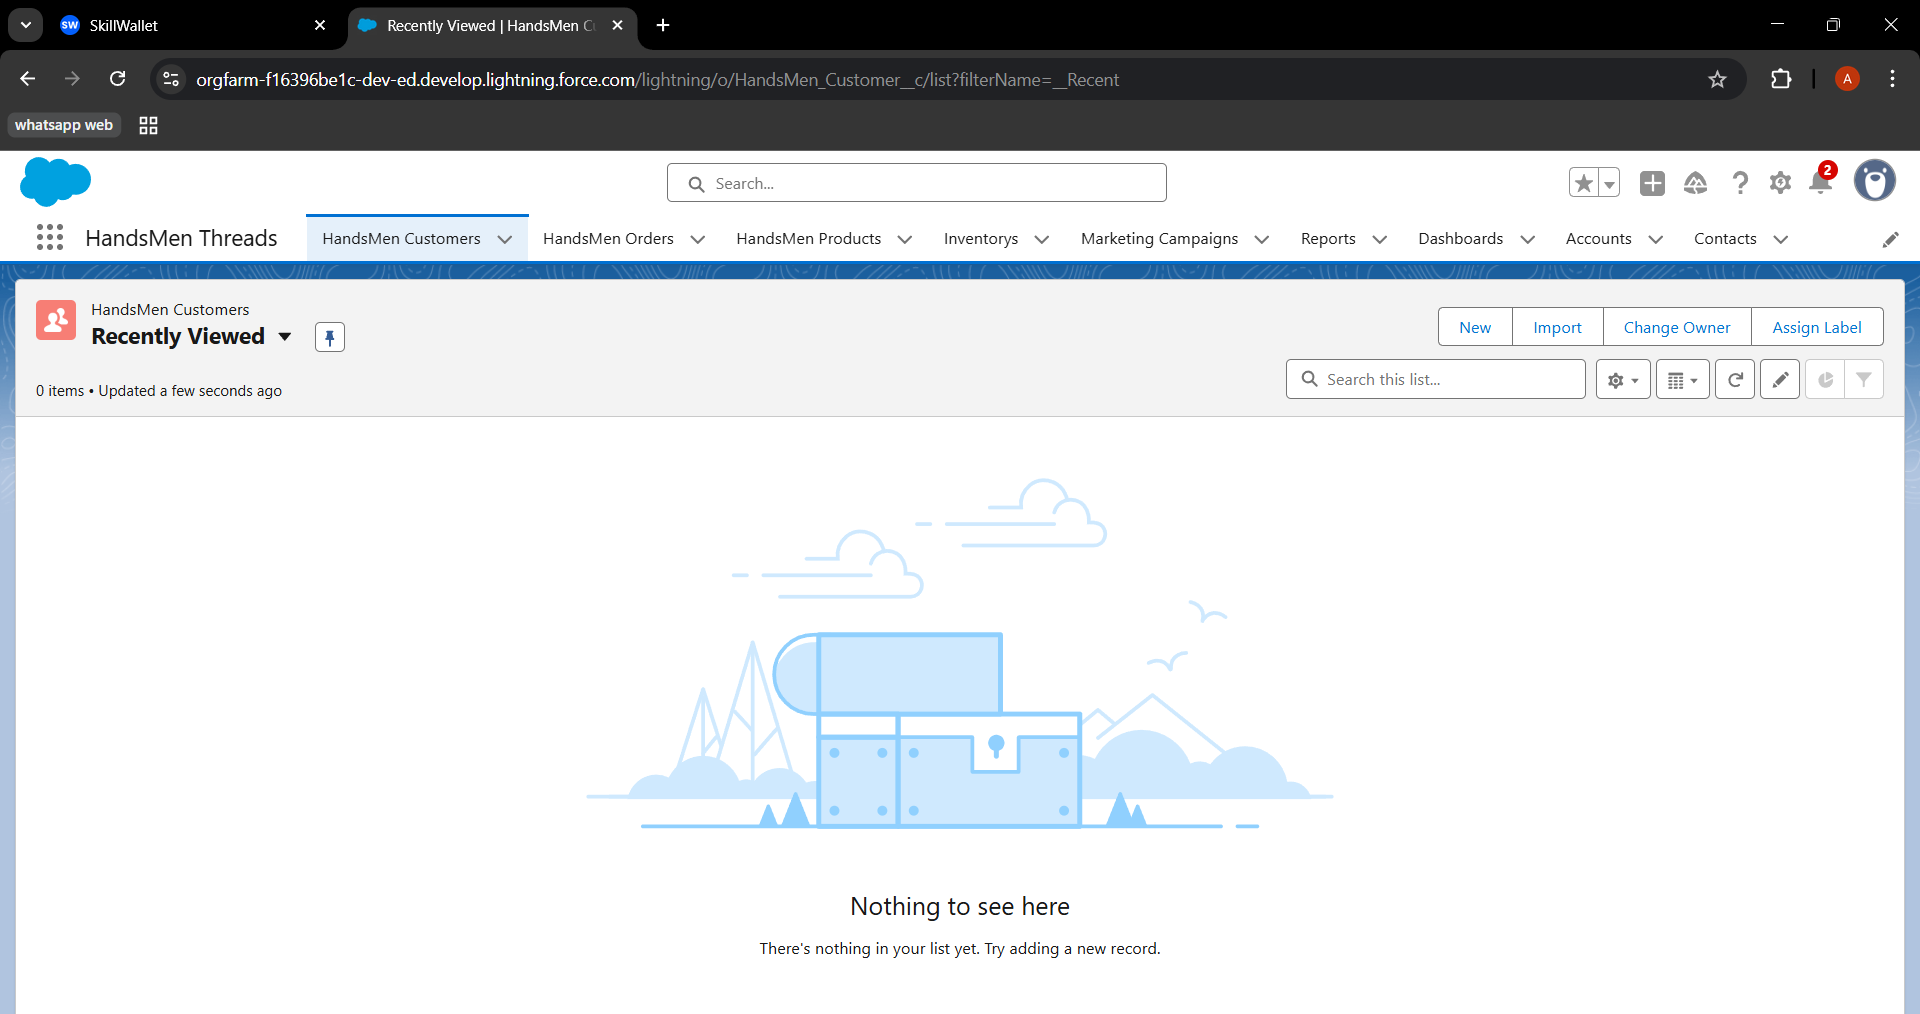 SW SkillWallet
Recently Viewed | HandsMen C
orgfarm-f16396be1c-dev-ed.develop.lightning.force.com/lightning/o/HandsMen_Customer__c/list?filterName=__Recent
A
whatsapp web
Search...
2
HandsMen Threads
HandsMen Customers
HandsMen Orders
HandsMen Products
Inventorys
Marketing Campaigns
Reports
Dashboards
Accounts
Contacts
HandsMen Customers
Recently Viewed
New
Import
Change Owner
Assign Label
0 items • Updated a few seconds ago
Search this list...
Nothing to see here
There's nothing in your list yet. Try adding a new record.